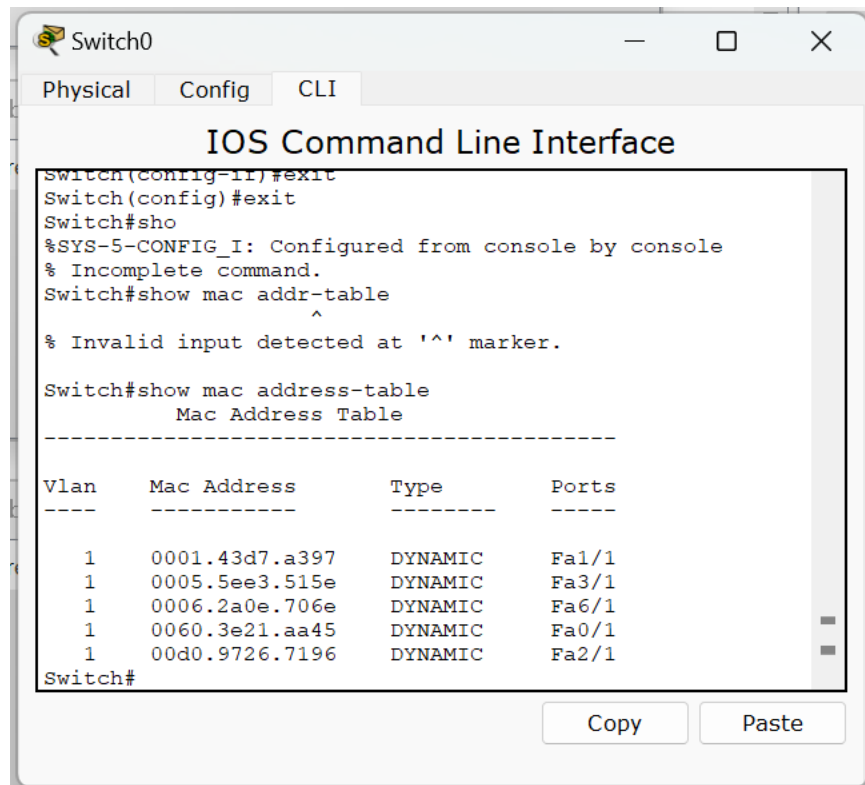 Switch0
Physical Config CLI
IOS Command Line Interface
Switch(config-if)#exit
Switch(config)#exit
Switch#sho
%SYS-5-CONFIG_I: Configured from console by console
% Incomplete command.
Switch#show mac addr-table
^
% Invalid input detected at '^' marker.
Switch#show mac address-table
Mac Address Table
-------------------------------------------
Vlan Mac Address Type Ports
---- ----------- -------- -----
1 0001.43d7.a397 DYNAMIC Fa1/1
1 0005.5ee3.515e DYNAMIC Fa3/1
1 0006.2a0e.706e DYNAMIC Fa6/1
1 0060.3e21.aa45 DYNAMIC Fa0/1
1 00d0.9726.7196 DYNAMIC Fa2/1
Switch#
Copy Paste